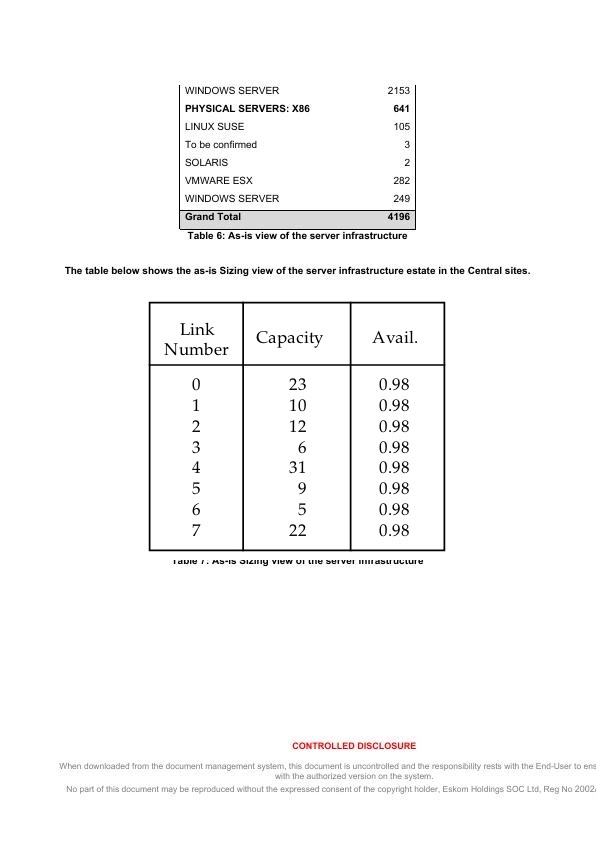 WINDOWS SERVER 2153
PHYSICAL SERVERS: X86 641
LINUX SUSE 105
To be confirmed 3
SOLARIS 2
VMWARE ESX 282
WINDOWS SERVER 249
Grand Total 4196
Table 6: As-is view of the server infrastructure
The table below shows the as-is Sizing view of the server infrastructure estate in the Central sites.
Link
Number Capacity Avail.
0 23 0.98
1 10 0.98
2 12 0.98
3 6 0.98
4 31 0.98
5 9 0.98
6 5 0.98
7 22 0.98
Table 7: As-is Sizing view of the server infrastructure
CONTROLLED DISCLOSURE
When downloaded from the document management system, this document is uncontrolled and the responsibility rests with the End-User to ens
with the authorized version on the system.
No part of this document may be reproduced without the expressed consent of the copyright holder, Eskom Holdings SOC Ltd, Reg No 2002/